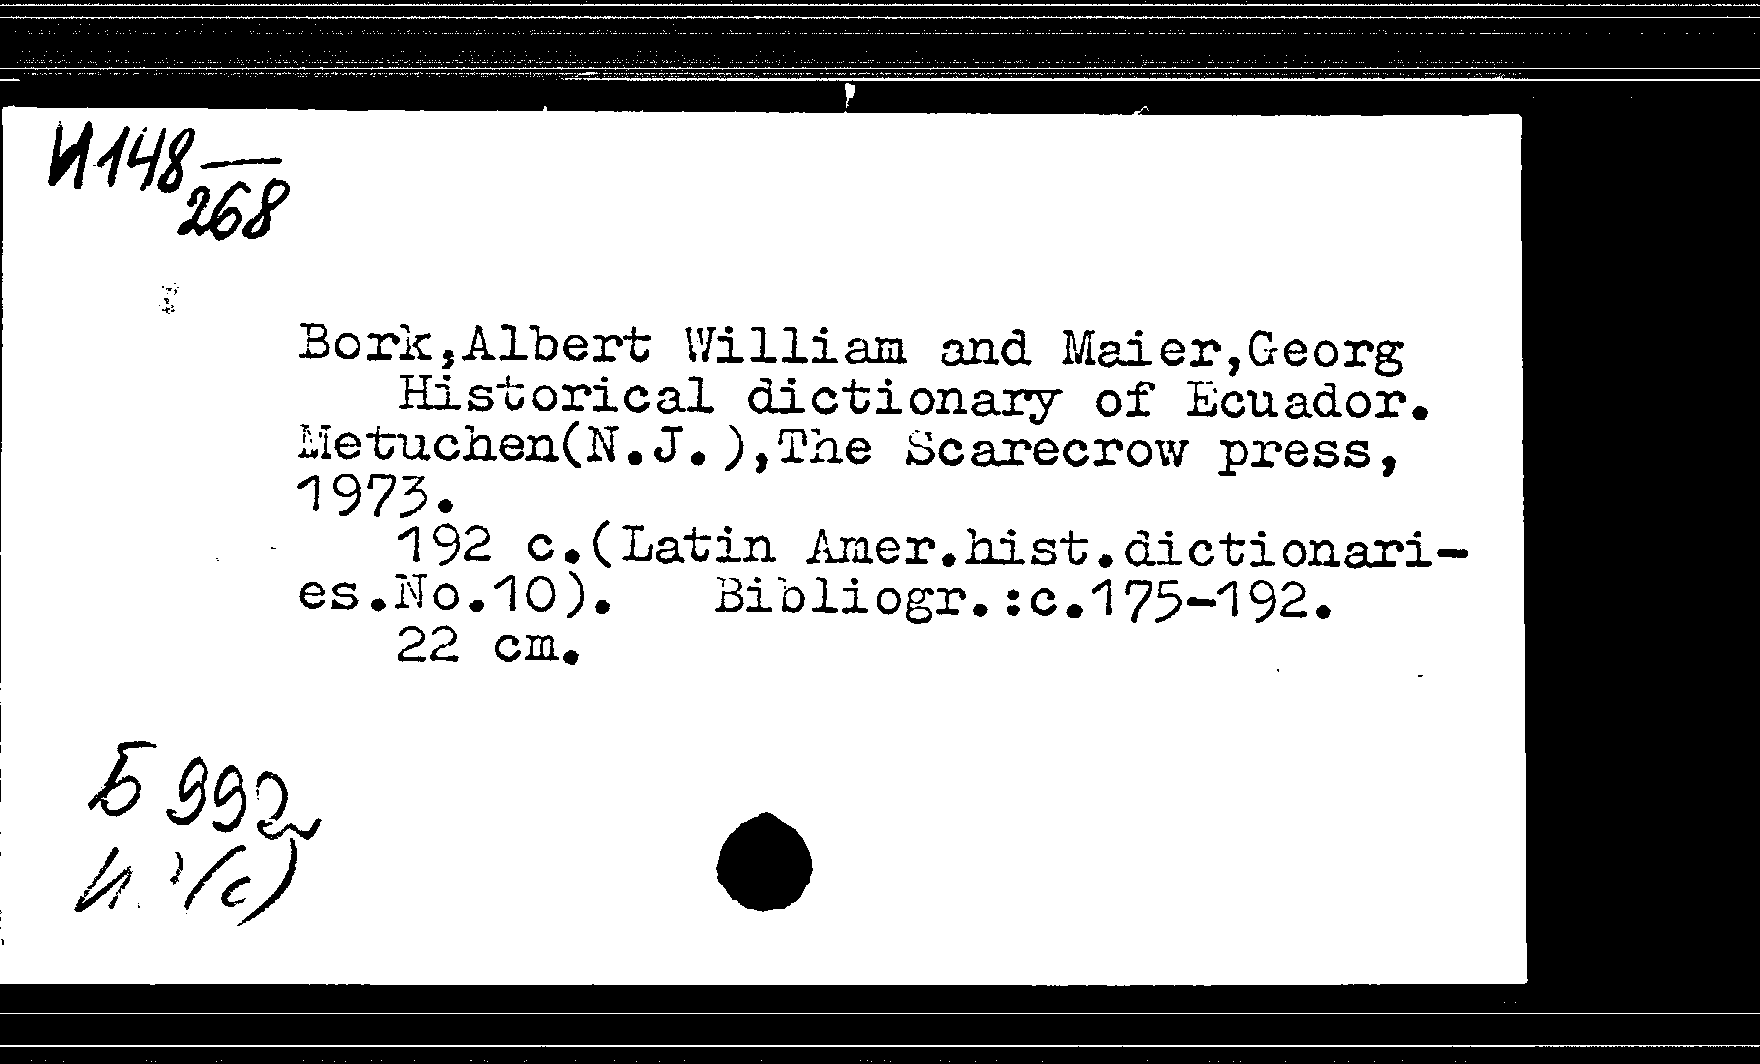 И148
268
Bork,Albert William and Maier,Georg
Historical dictionary of Ecuador.
Metuchen(N.J.),The Scarecrow press,
1973.
192 c.(Latin Amer.hist.dictionari-
es.No.10). Bibliogr.:c.175-192.
22 cm.
Б 992
И (с)